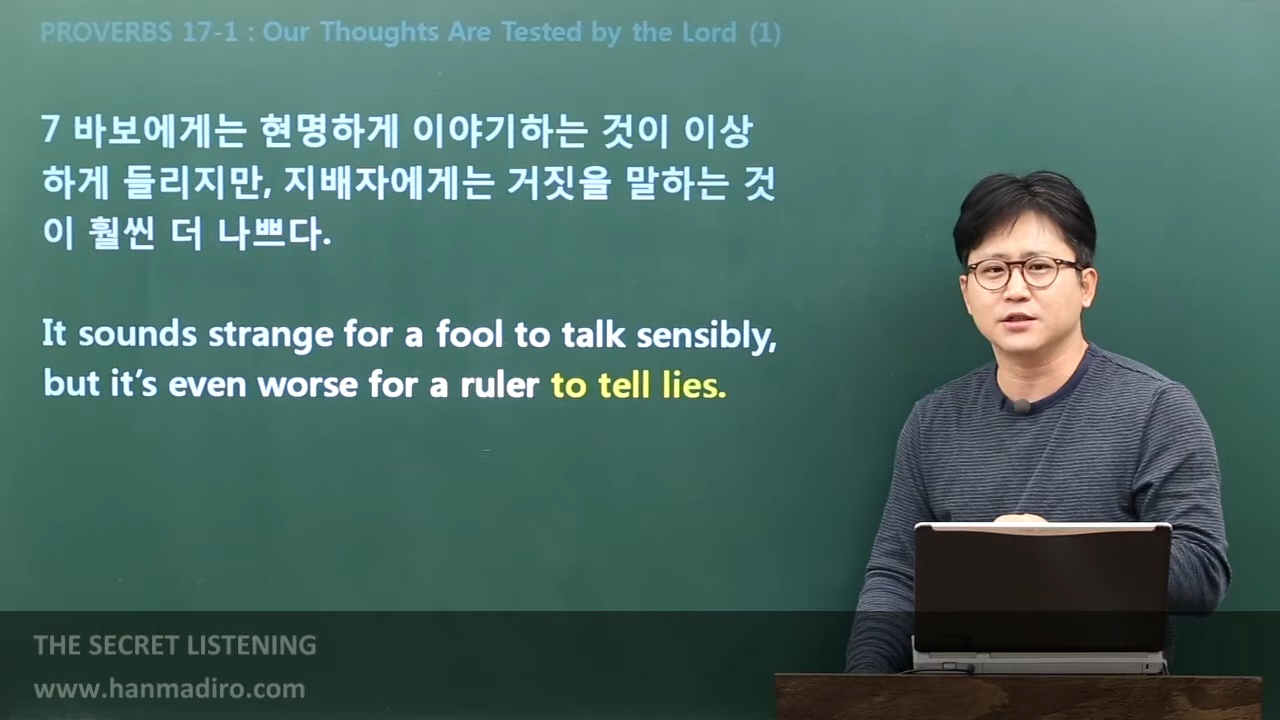 PROVERBS 17-1 : Our Thoughts Are Tested by the Lord (1)
7 바보에게는 현명하게 이야기하는 것이 이상
하게 들리지만, 지배자에게는 거짓을 말하는 것
이 훨씬 더 나쁘다.
It sounds strange for a fool to talk sensibly,
but it’s even worse for a ruler to tell lies.
THE SECRET LISTENING
www.hanmadiro.com